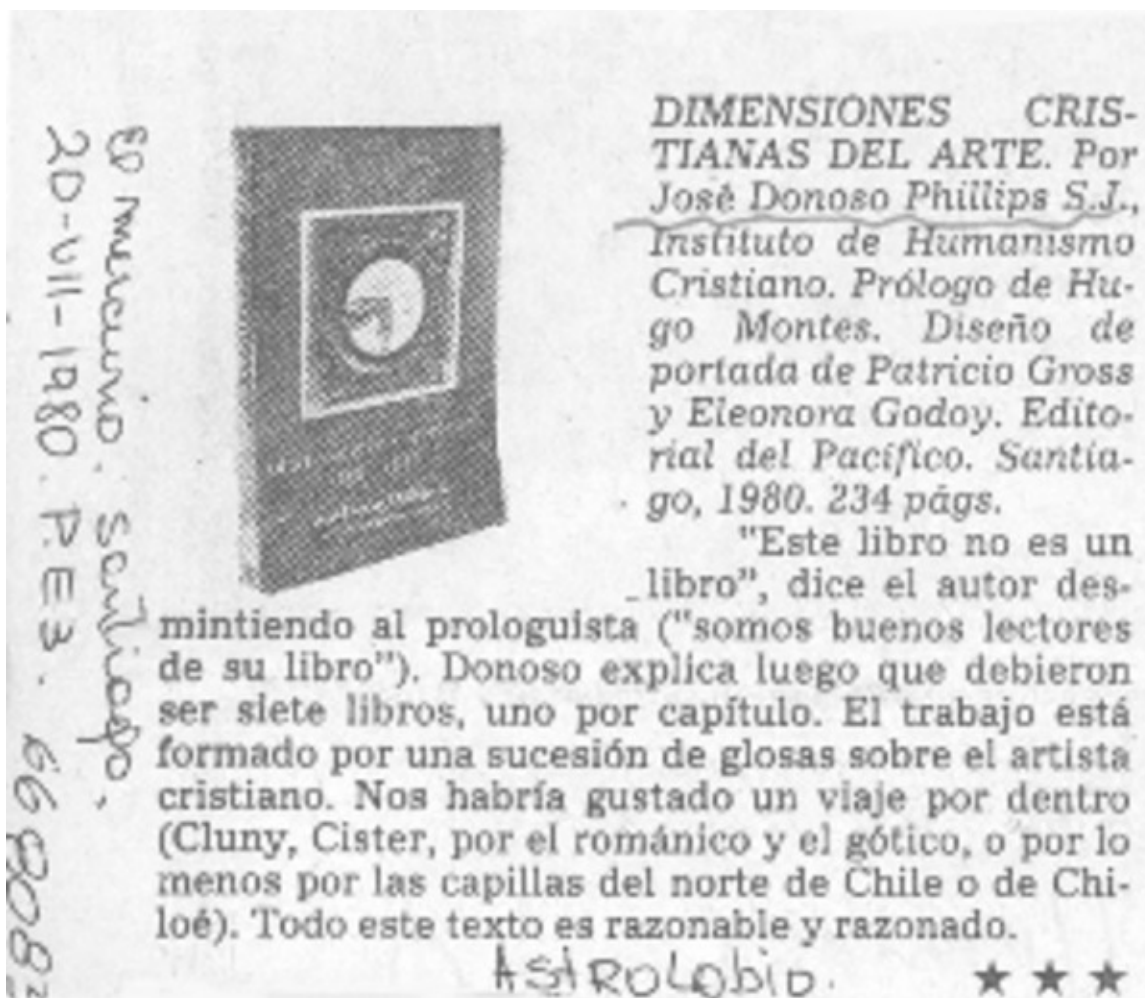 DIMENSIONES CRIS-
TIANAS DEL ARTE. Por
José Donoso Phillips S.J.,
Instituto de Humanismo
Cristiano. Prólogo de Hu-
go Montes. Diseño de
portada de Patricio Gross
y Eleonora Godoy. Edito-
rial del Pacífico. Santia-
go, 1980. 234 págs.
"Este libro no es un
libro", dice el autor des-
mintiendo al prologuista ("somos buenos lectores
de su libro"). Donoso explica luego que debieron
ser siete libros, uno por capítulo. El trabajo está
formado por una sucesión de glosas sobre el artista
cristiano. Nos habría gustado un viaje por dentro
(Cluny, Cister, por el románico y el gótico, o por lo
menos por las capillas del norte de Chile o de Chi-
loé). Todo este texto es razonable y razonado.
ASTROLOBIO.
★ ★ ★
El mercurio. Santiago,
20-VII-1980. P E3. 668083